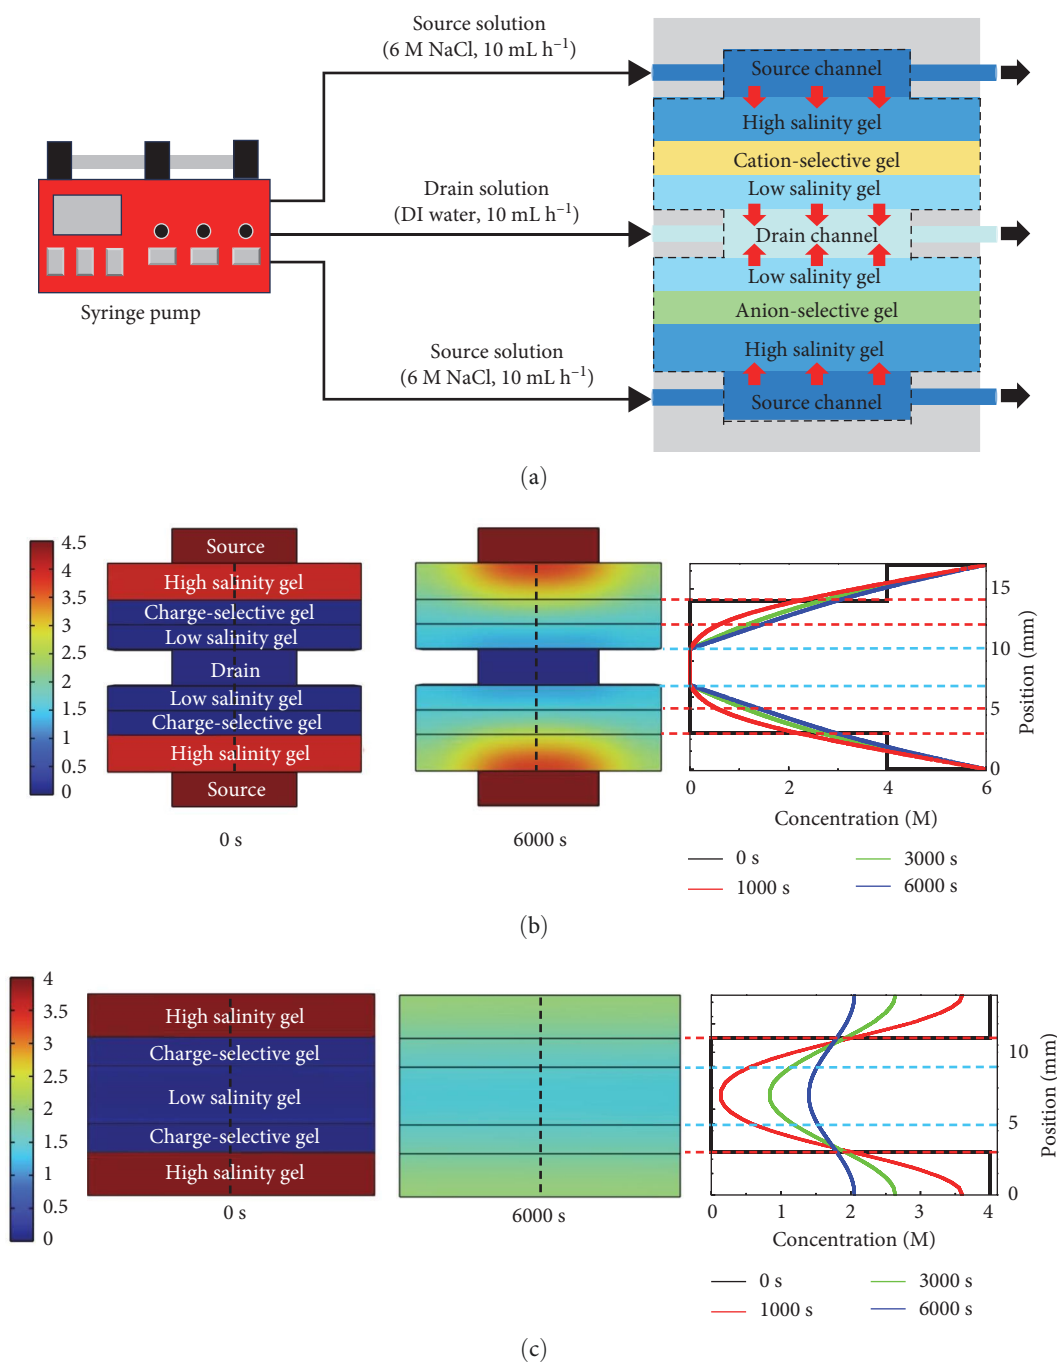 Source solution
(6 M NaCl, 10 mL h⁻¹)
Drain solution
(DI water, 10 mL h⁻¹)
Syringe pump
Source solution
(6 M NaCl, 10 mL h⁻¹)
Source channel
High salinity gel
Cation-selective gel
Low salinity gel
Drain channel
Low salinity gel
Anion-selective gel
High salinity gel
Source channel
(a)
4.5
4
3.5
3
2.5
2
1.5
1
0.5
0
Source
High salinity gel
Charge-selective gel
Low salinity gel
Drain
Low salinity gel
Charge-selective gel
High salinity gel
Source
0 s
6000 s
15
10
5
0
Position (mm)
0 2 4 6
Concentration (M)
0 s
3000 s
1000 s
6000 s
(b)
4
3.5
3
2.5
2
1.5
1
0.5
0
High salinity gel
Charge-selective gel
Low salinity gel
Charge-selective gel
High salinity gel
0 s
6000 s
10
5
0
Position (mm)
0 1 2 3 4
Concentration (M)
0 s
3000 s
1000 s
6000 s
(c)